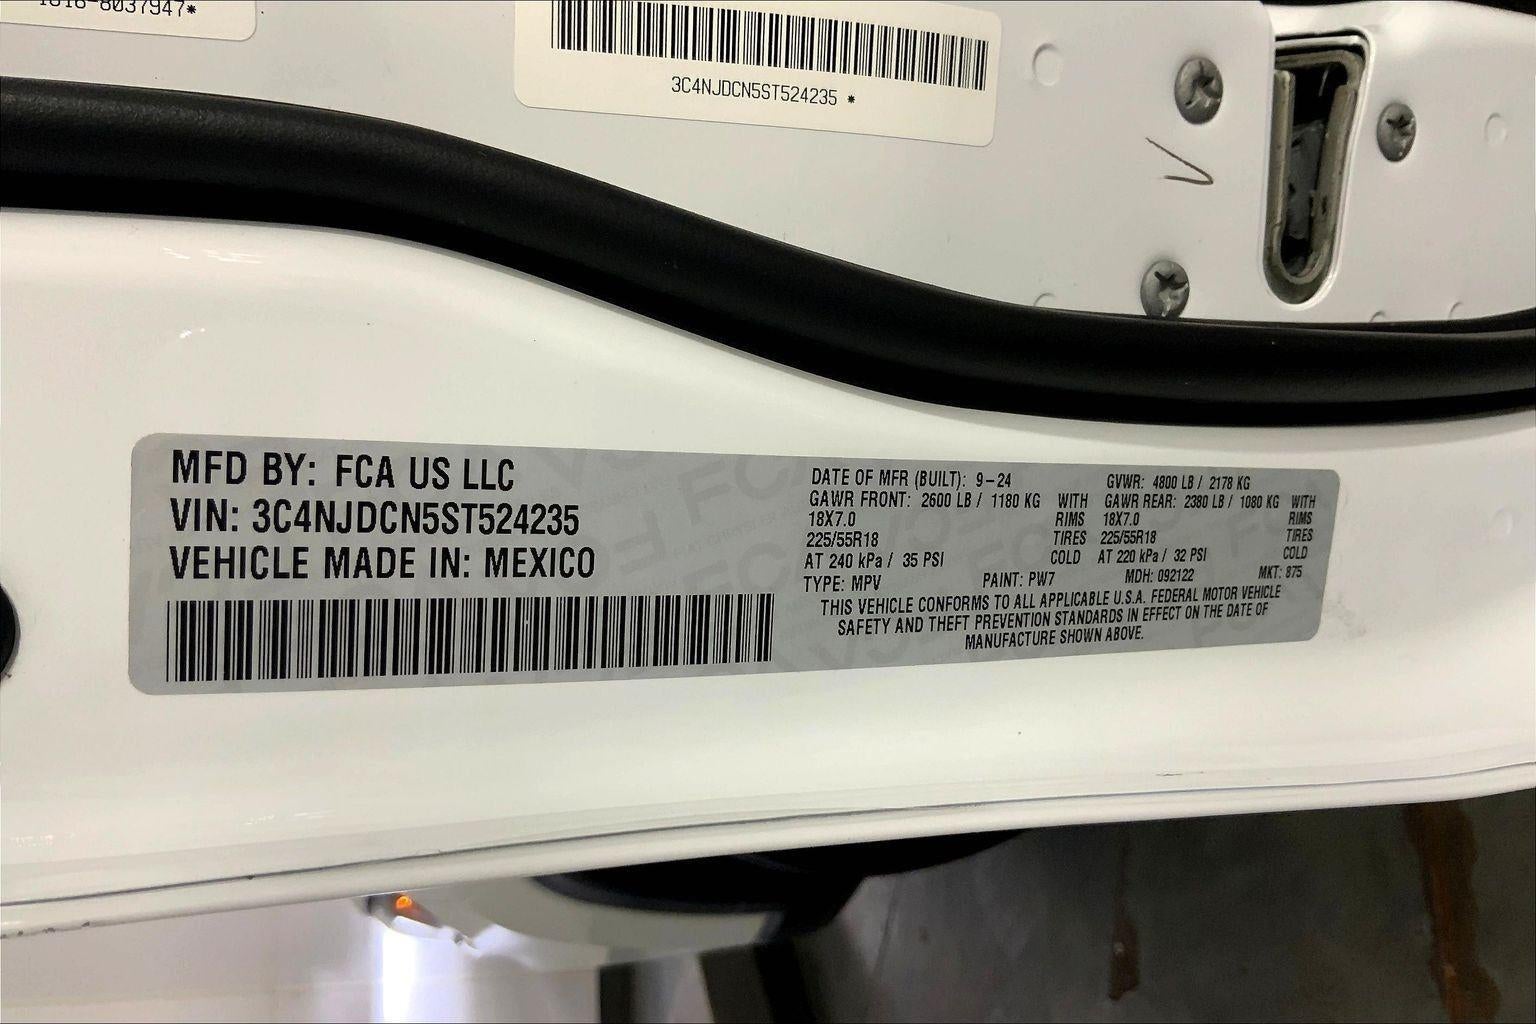 -8037947*
3C4NJDCN5ST524235 *
V
MFD BY: FCA US LLC
VIN: 3C4NJDCN5ST524235
VEHICLE MADE IN: MEXICO
DATE OF MFR (BUILT): 9-24 GVWR: 4800 LB / 2178 KG
GAWR FRONT: 2600 LB / 1180 KG WITH GAWR REAR: 2380 LB / 1080 KG WITH
18X7.0 RIMS 18X7.0 RIMS
225/55R18 TIRES 225/55R18 TIRES
AT 240 kPa / 35 PSI COLD AT 220 kPa / 32 PSI COLD
TYPE: MPV PAINT: PW7 MDH: 092122 MKT: 875
THIS VEHICLE CONFORMS TO ALL APPLICABLE U.S.A. FEDERAL MOTOR VEHICLE
SAFETY AND THEFT PREVENTION STANDARDS IN EFFECT ON THE DATE OF
MANUFACTURE SHOWN ABOVE.